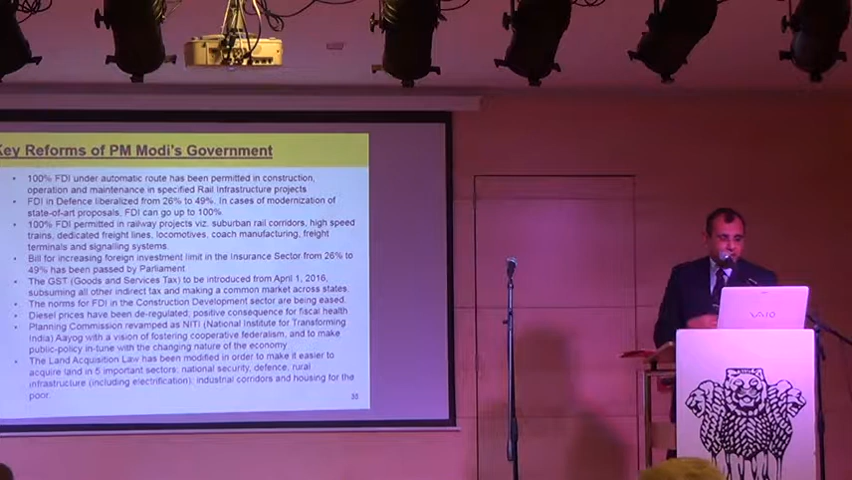 Key Reforms of PM Modi's Government
• 100% FDI under automatic route has been permitted in construction,
operation and maintenance in specified Rail Infrastructure projects
• FDI in Defence liberalized from 26% to 49%. In cases of modernization of
state-of-art proposals, FDI can go up to 100%
• 100% FDI permitted in railway projects viz. suburban rail corridors, high speed
trains, dedicated freight lines, locomotives, coach manufacturing, freight
terminals and signalling systems.
• Bill for increasing foreign investment limit in the Insurance Sector from 26% to
49% has been passed by Parliament
• The GST (Goods and Services Tax) to be introduced from April 1, 2016,
subsuming all other indirect tax and making a common market across states.
• The norms for FDI in the Construction Development sector are being eased.
• Diesel prices have been de-regulated; positive consequence for fiscal health
• Planning Commission revamped as NITI (National Institute for Transforming
India) Aayog with a vision of fostering cooperative federalism, and to make
public-policy in-tune with the changing nature of the economy
• The Land Acquisition Law has been modified in order to make it easier to
acquire land in 5 important sectors: national security, defence, rural
infrastructure (including electrification); industrial corridors and housing for the
poor.
35
VAIO